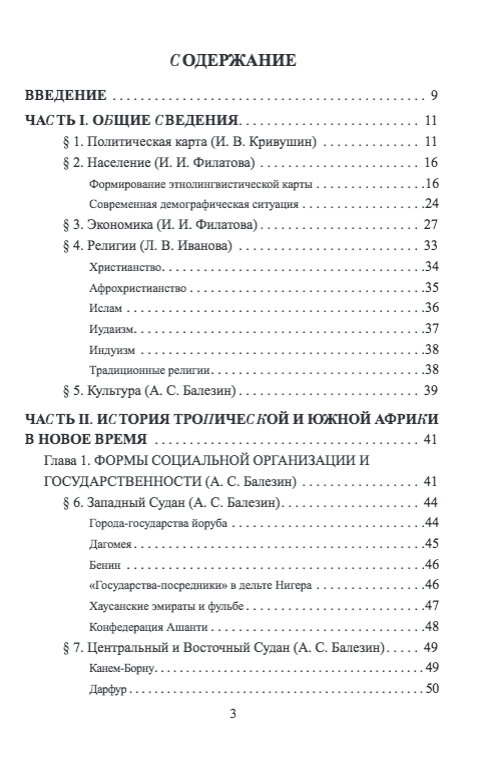 СОДЕРЖАНИЕ
ВВЕДЕНИЕ . . . . . . . . . . . . . . . . . . . . 9
ЧАСТЬ I. ОБЩИЕ СВЕДЕНИЯ. . . . . . . . . . . . . . . . . . . . 11
§ 1. Политическая карта (И. В. Кривушин) . . . . . . . . . . 11
§ 2. Население (И. И. Филатова) . . . . . . . . . . 16
Формирование этнолингвистической карты . . . . . . . . . . 16
Современная демографическая ситуация . . . . . . . . . . 24
§ 3. Экономика (И. И. Филатова) . . . . . . . . . . 27
§ 4. Религии (Л. В. Иванова) . . . . . . . . . . 33
Христианство. . . . . . . . . . 34
Афрохристианство . . . . . . . . . . 35
Ислам . . . . . . . . . . 36
Иудаизм. . . . . . . . . . 37
Индуизм . . . . . . . . . . 38
Традиционные религии . . . . . . . . . . 38
§ 5. Культура (А. С. Балезин) . . . . . . . . . . 39
ЧАСТЬ II. ИСТОРИЯ ТРОПИЧЕСКОЙ И ЮЖНОЙ АФРИКИ
В НОВОЕ ВРЕМЯ . . . . . . . . . . 41
Глава 1. ФОРМЫ СОЦИАЛЬНОЙ ОРГАНИЗАЦИИ И
ГОСУДАРСТВЕННОСТИ (А. С. Балезин) . . . . . . . . . . 41
§ 6. Западный Судан (А. С. Балезин) . . . . . . . . . . 44
Города-государства йоруба . . . . . . . . . . 44
Дагомея . . . . . . . . . . 45
Бенин . . . . . . . . . . 46
«Государства-посредники» в дельте Нигера . . . . . . . . . . 46
Хаусанские эмираты и фульбе . . . . . . . . . . 47
Конфедерация Ашанти . . . . . . . . . . 48
§ 7. Центральный и Восточный Судан (А. С. Балезин) . . . . . 49
Канем-Борну . . . . . . . . . . 49
Дарфур . . . . . . . . . . 50
3